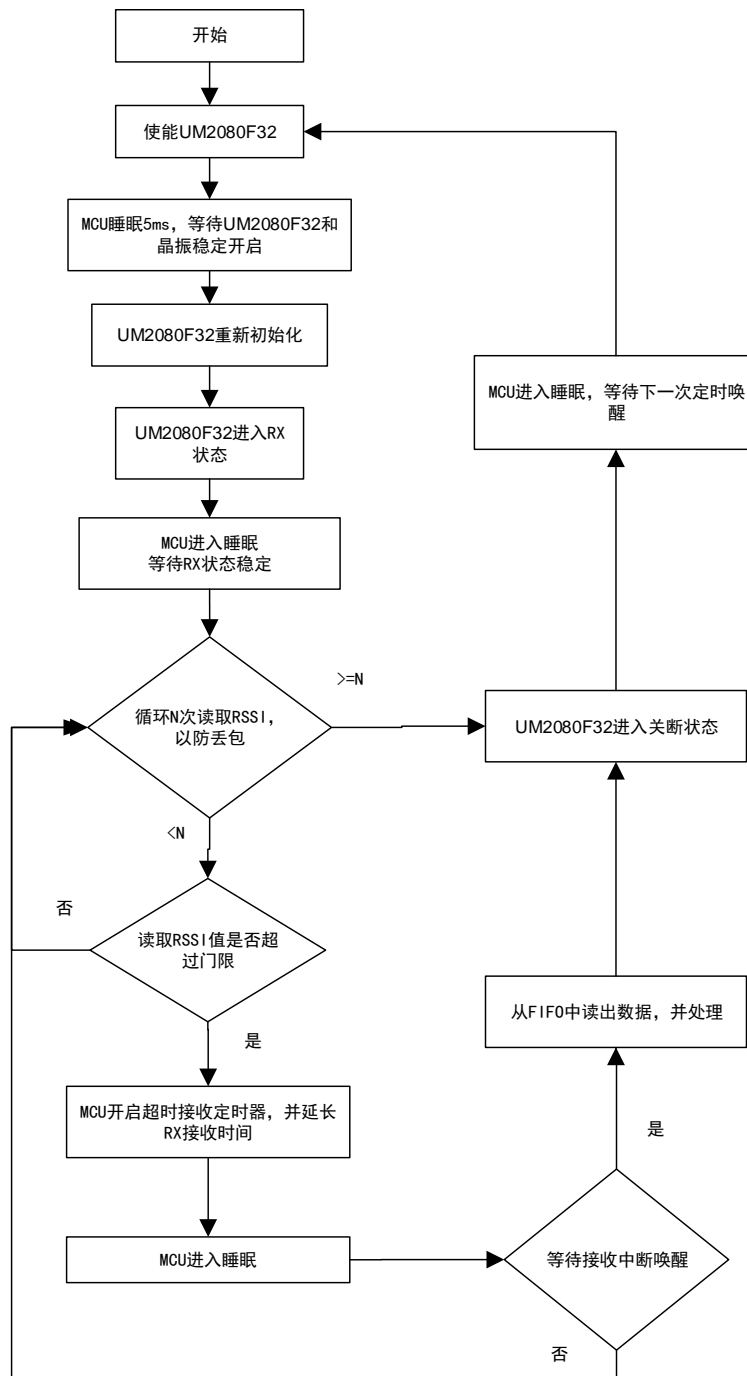 开始
使能UM2080F32
MCU睡眠5ms，等待UM2080F32和
晶振稳定开启
UM2080F32重新初始化
MCU进入睡眠，等待下一次定时唤
醒
UM2080F32进入RX
状态
MCU进入睡眠
等待RX状态稳定
>=N
循环N次读取RSSI，
以防丢包
UM2080F32进入关断状态
<N
否
读取RSSI值是否超
过门限
从FIFO中读出数据，并处理
是
MCU开启超时接收定时器，并延长
RX接收时间
是
MCU进入睡眠
等待接收中断唤醒
否